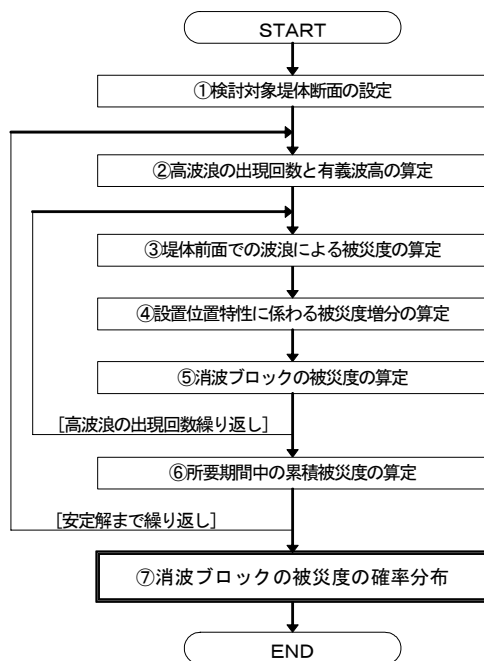 START
①検討対象堤体断面の設定
②高波浪の出現回数と有義波高の算定
③堤体前面での波浪による被災度の算定
④設置位置特性に係わる被災度増分の算定
⑤消波ブロックの被災度の算定
[高波浪の出現回数繰り返し]
⑥所要期間中の累積被災度の算定
[安定解まで繰り返し]
⑦消波ブロックの被災度の確率分布
END